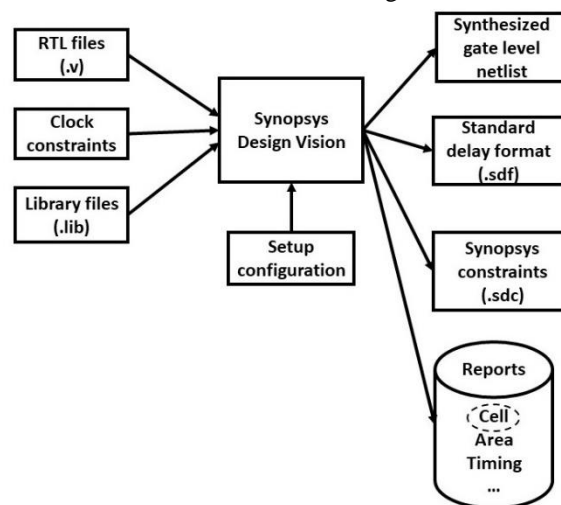 RTL files
(.v)
Clock
constraints
Library files
(.lib)
Synopsys
Design Vision
Setup
configuration
Synthesized
gate level
netlist
Standard
delay format
(.sdf)
Synopsys
constraints
(.sdc)
Reports
Cell
Area
Timing
...